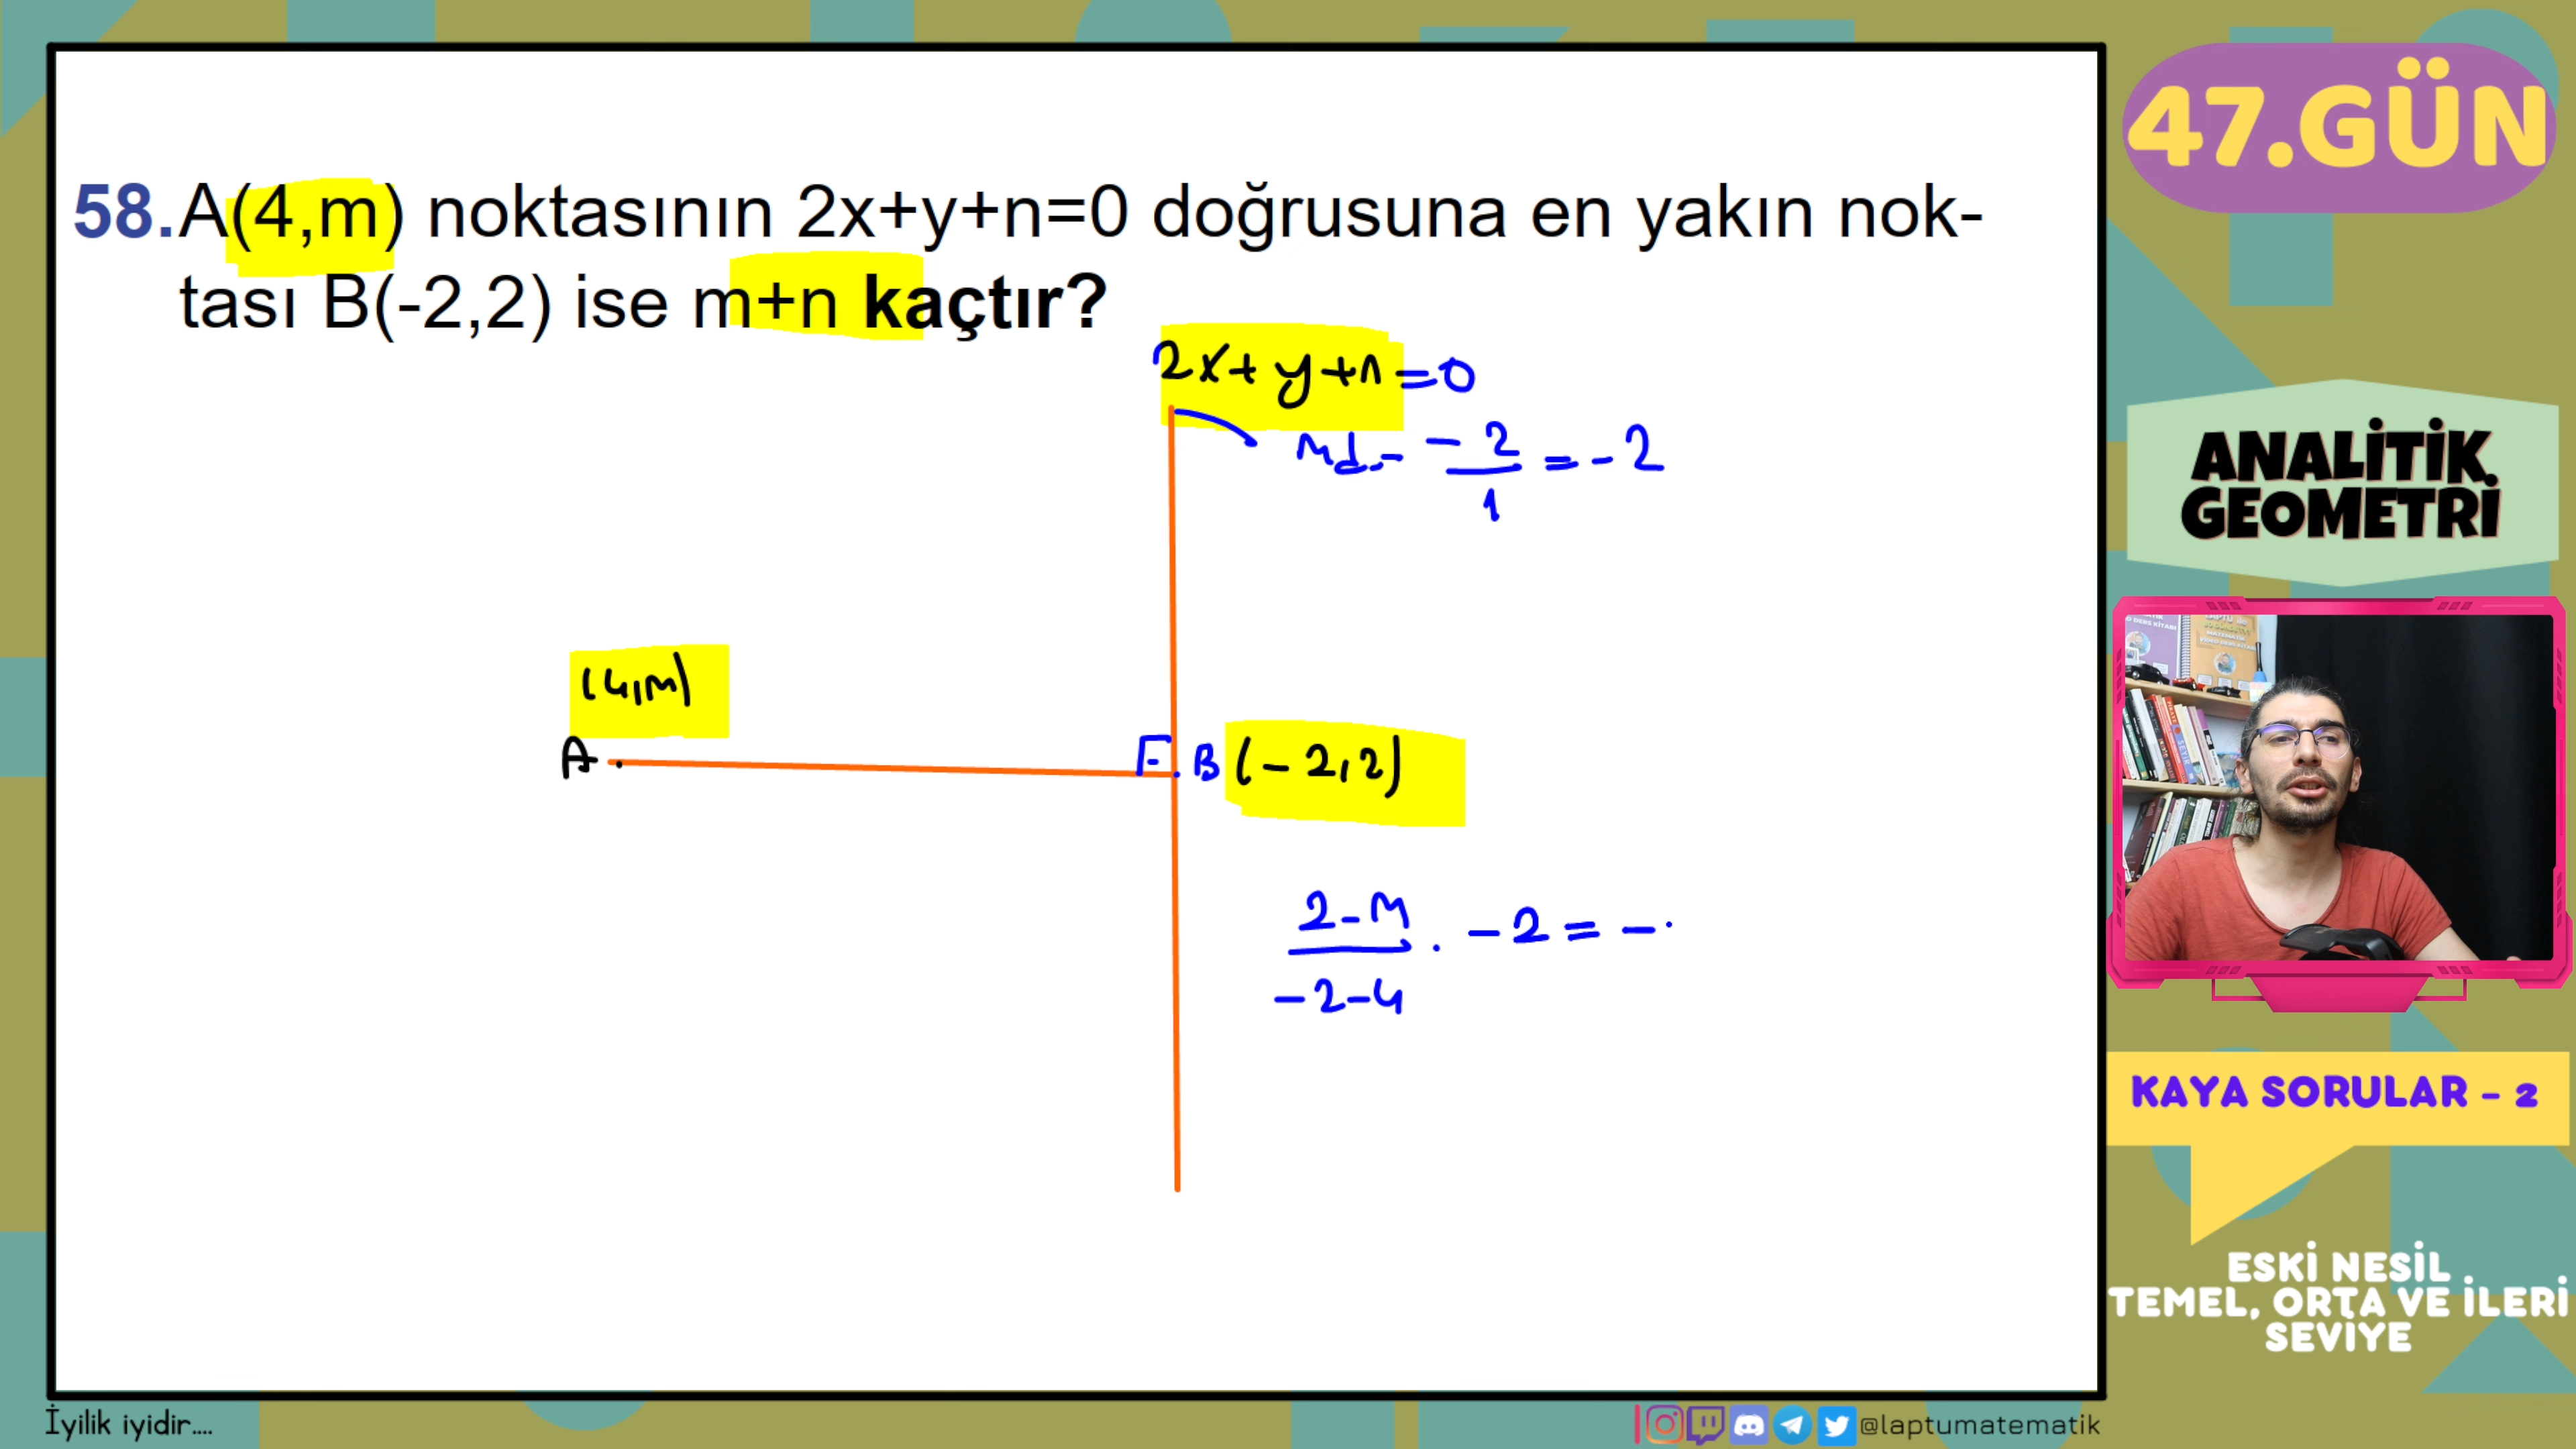 47.GÜN
58. A(4,m) noktasının 2x+y+n=0 doğrusuna en yakın nok-
tası B(-2,2) ise m+n kaçtır?
2x+y+n=0
md= -2/1 = -2
(4,m)
A
B (-2,2)
2-m/-2-4 . -2 = -
ANALİTİK
GEOMETRİ
KAYA SORULAR - 2
ESKİ NESİL
TEMEL, ORTA VE İLERİ
SEVİYE
İyilik iyidir....
@laptumatematik